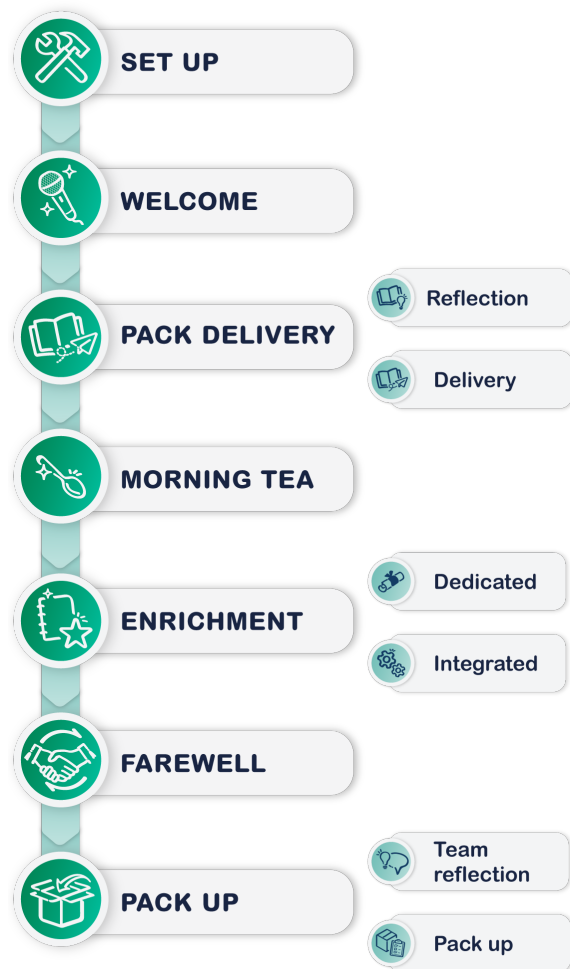 SET UP
WELCOME
PACK DELIVERY
Reflection
Delivery
MORNING TEA
ENRICHMENT
Dedicated
Integrated
FAREWELL
PACK UP
Team
reflection
Pack up